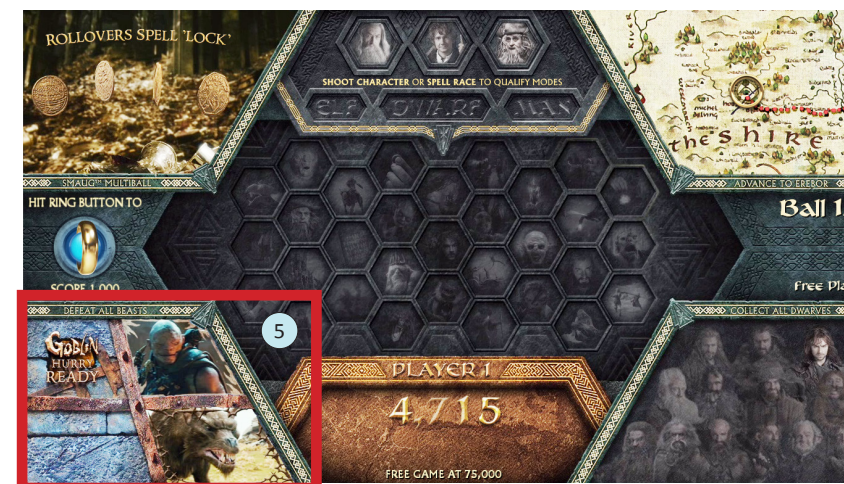 ROLLOVERS SPELL 'LOCK'
SHOOT CHARACTER OR SPELL RACE TO QUALIFY MODES
ELF DWARF MAN
the shire
SMAUG™ MULTIBALL
ADVANCE TO EREBOR
HIT RING BUTTON TO
SCORE 1,000
Ball 1
free Pla
DEFEAT ALL BEASTS
5
GOBLIN
HURRY
READY
COLLECT ALL DWARVES
PLAYER 1
4,715
FREE GAME AT 75,000